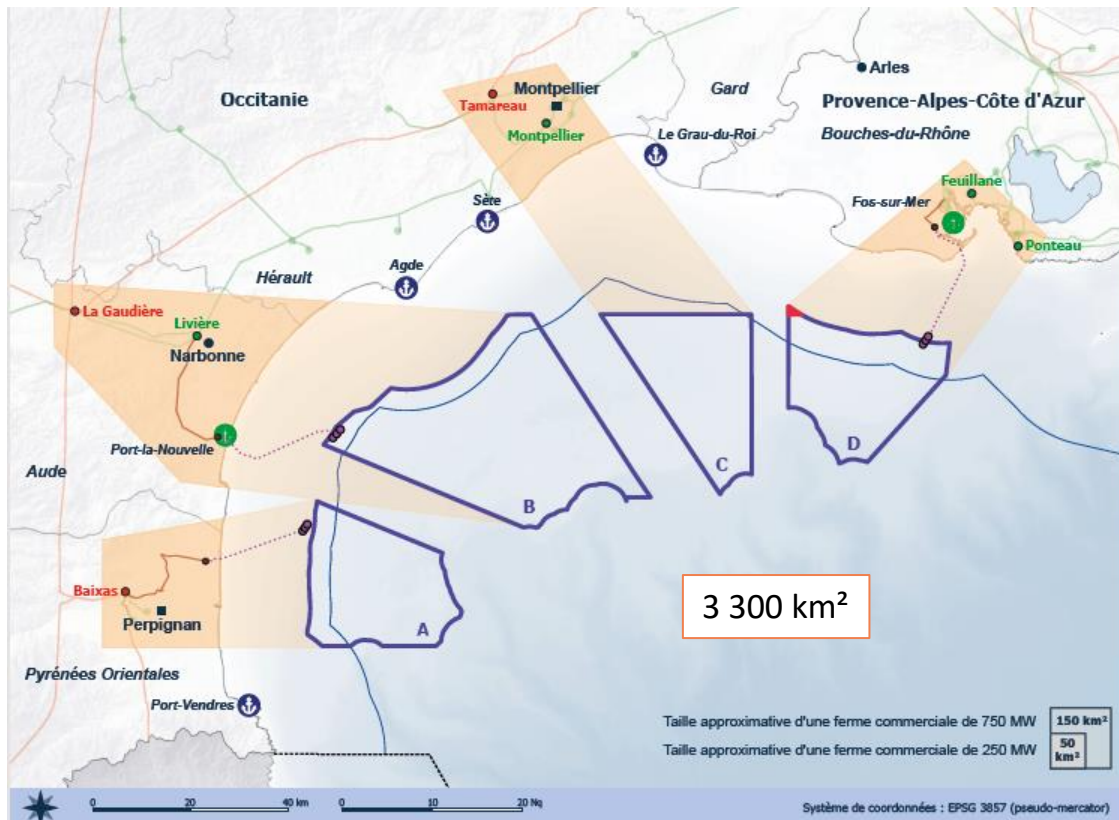 Arles
Occitanie
Montpellier
Gard
Provence-Alpes-Côte d'Azur
Tamareau
Montpellier
Le Grau-du-Roi
Bouches-du-Rhône
Feuillane
Sète
Fos-sur-Mer
Ponteau
Agde
Hérault
La Gaudière
Livière
Narbonne
Port-la-Nouvelle
Aude
B
C
D
Baixas
Perpignan
A
3 300 km²
Pyrénées Orientales
Port-Vendres
Taille approximative d'une ferme commerciale de 750 MW 150 km²
Taille approximative d'une ferme commerciale de 250 MW 50
km²
0 20 40 km 0 10 20 Nq
Système de coordonnées : EPSG 3857 (pseudo-mercator)